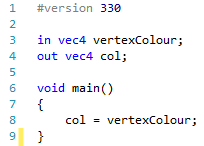 1 #version 330
2
3 in vec4 vertexColour;
4 out vec4 col;
5
6 void main()
7 {
8     col = vertexColour;
9 }